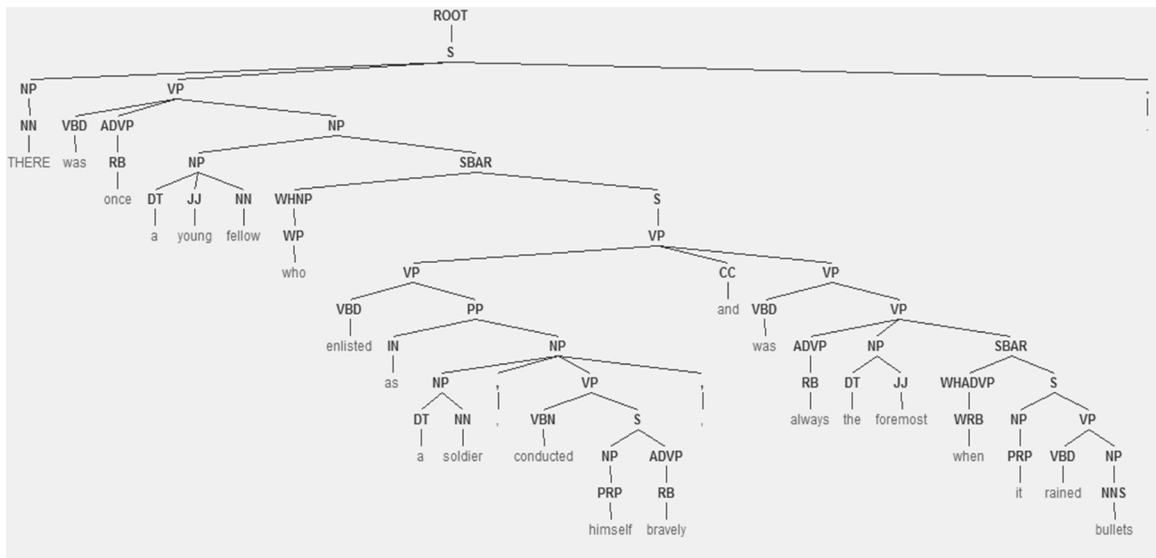 ROOT
S
NP VP .
NN VBD ADVP NP .
THERE was RB NP SBAR
once DT JJ NN WHNP S
a young fellow WP VP
who VP CC VP
VBD PP and VBD VP
enlisted IN NP was ADVP NP SBAR
as NP , VP , RB DT JJ WHADVP S
DT NN , VBN S , always the foremost WRB NP VP
a soldier conducted NP ADVP when PRP VBD NP
PRP RB it rained NNS
himself bravely bullets